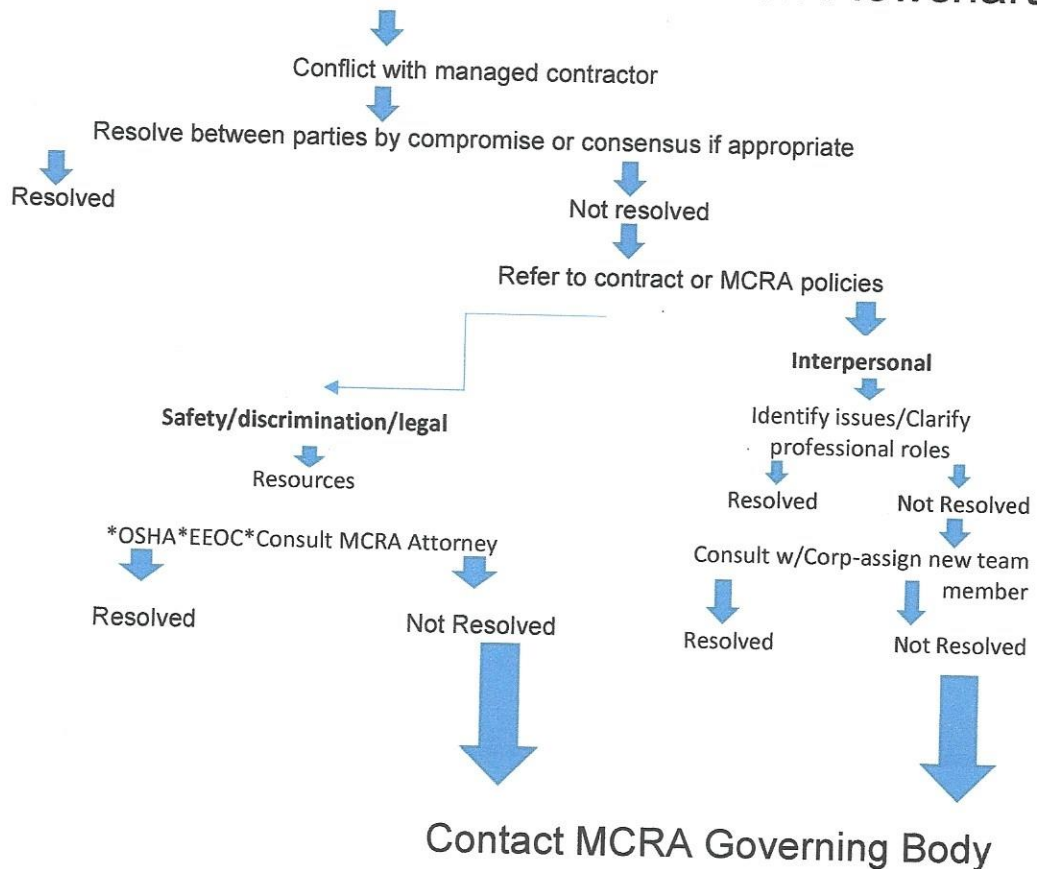 Conflict with managed contractor
Resolve between parties by compromise or consensus if appropriate
Resolved
Not resolved
Refer to contract or MCRA policies
Interpersonal
Safety/discrimination/legal
Identify issues/Clarify
professional roles
Resources
Resolved
Not Resolved
*OSHA*EEOC*Consult MCRA Attorney
Consult w/Corp-assign new team
member
Resolved
Not Resolved
Resolved
Not Resolved
Contact MCRA Governing Body